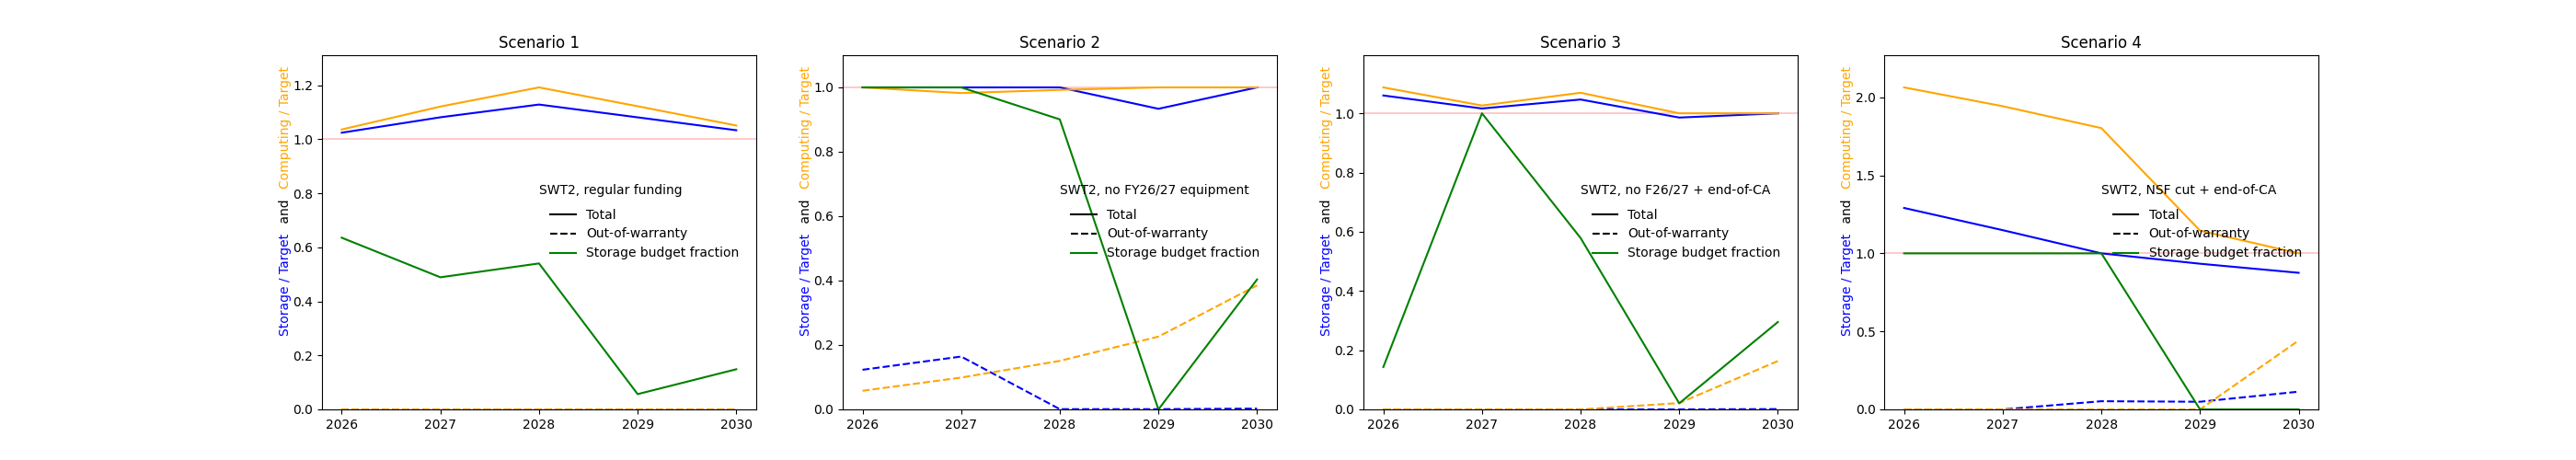 Scenario 1
Storage / Target and Computing / Target
1.2
1.0
0.8
0.6
0.4
0.2
0.0
SWT2, regular funding
Total
Out-of-warranty
Storage budget fraction
2026 2027 2028 2029 2030
Scenario 2
Storage / Target and Computing / Target
1.0
0.8
0.6
0.4
0.2
0.0
SWT2, no FY26/27 equipment
Total
Out-of-warranty
Storage budget fraction
2026 2027 2028 2029 2030
Scenario 3
Storage / Target and Computing / Target
1.0
0.8
0.6
0.4
0.2
0.0
SWT2, no F26/27 + end-of-CA
Total
Out-of-warranty
Storage budget fraction
2026 2027 2028 2029 2030
Scenario 4
Storage / Target and Computing / Target
2.0
1.5
1.0
0.5
0.0
SWT2, NSF cut + end-of-CA
Total
Out-of-warranty
Storage budget fraction
2026 2027 2028 2029 2030